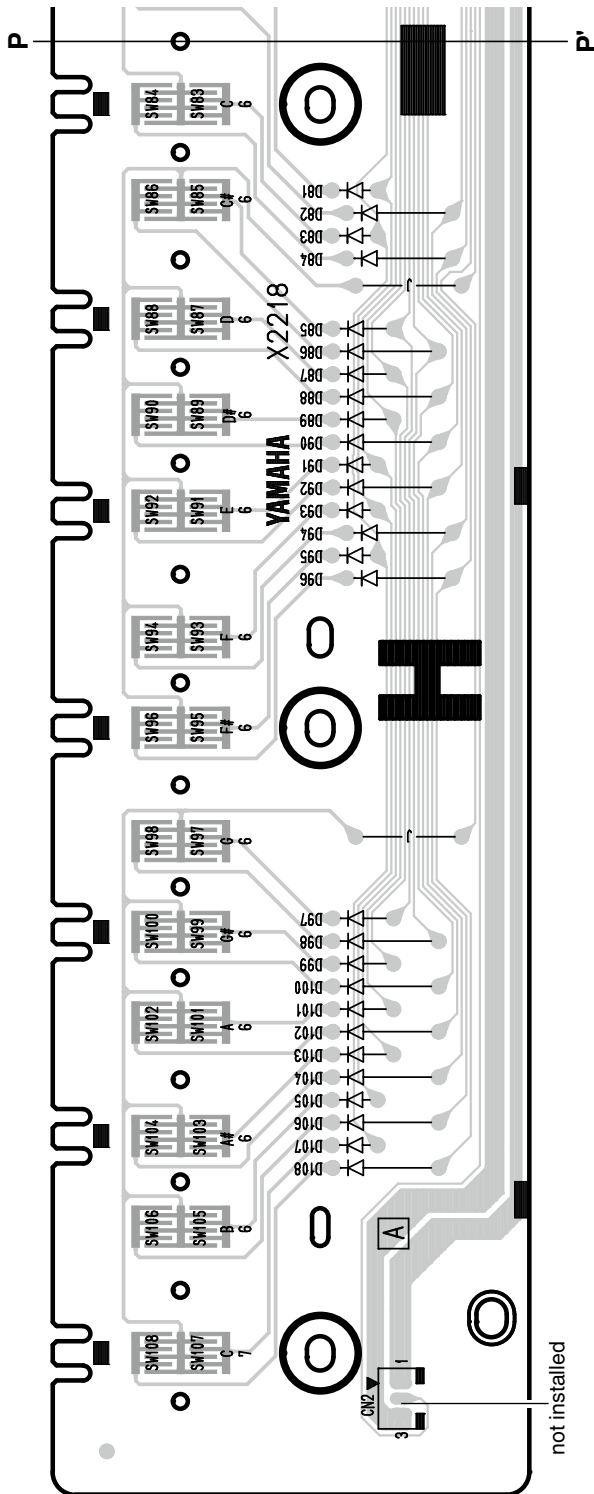 P
P'
SW84
SW83
C
6
SW86
SW85
C#
6
SW88
SW87
D
6
SW90
SW89
D#
6
SW92
SW91
E
6
SW94
SW93
F
6
SW96
SW95
F#
6
SW98
SW97
G
6
SW100
SW99
G#
6
SW102
SW101
A
6
SW104
SW103
A#
6
SW106
SW105
B
6
SW108
SW107
C
7
X2218
YAMAHA
D81
D82
D83
D84
J
D85
D86
D87
D88
D89
D90
D91
D92
D93
D94
D95
D96
H
J
D97
D98
D99
D100
D101
D102
D103
D104
D105
D106
D107
D108
A
CN2
1
3
not installed